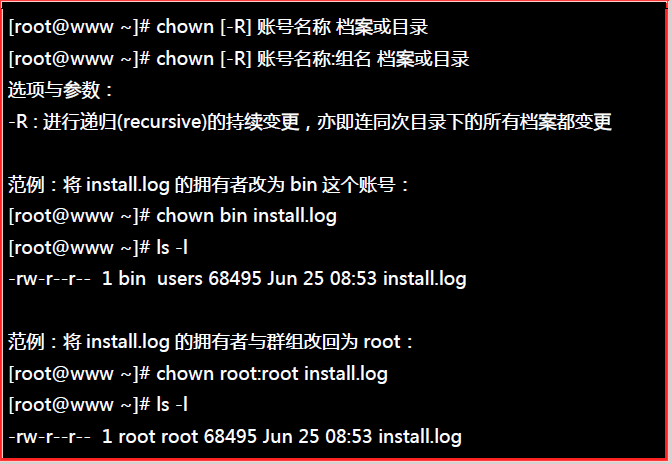 [root@www ~]# chown [-R] 账号名称 档案或目录
[root@www ~]# chown [-R] 账号名称:组名 档案或目录
选项与参数：
-R : 进行递归(recursive)的持续变更，亦即连同次目录下的所有档案都变更
范例：将 install.log 的拥有者改为 bin 这个账号：
[root@www ~]# chown bin install.log
[root@www ~]# ls -l
-rw-r--r--  1 bin  users 68495 Jun 25 08:53 install.log
范例：将 install.log 的拥有者与群组改回为 root：
[root@www ~]# chown root:root install.log
[root@www ~]# ls -l
-rw-r--r--  1 root root 68495 Jun 25 08:53 install.log